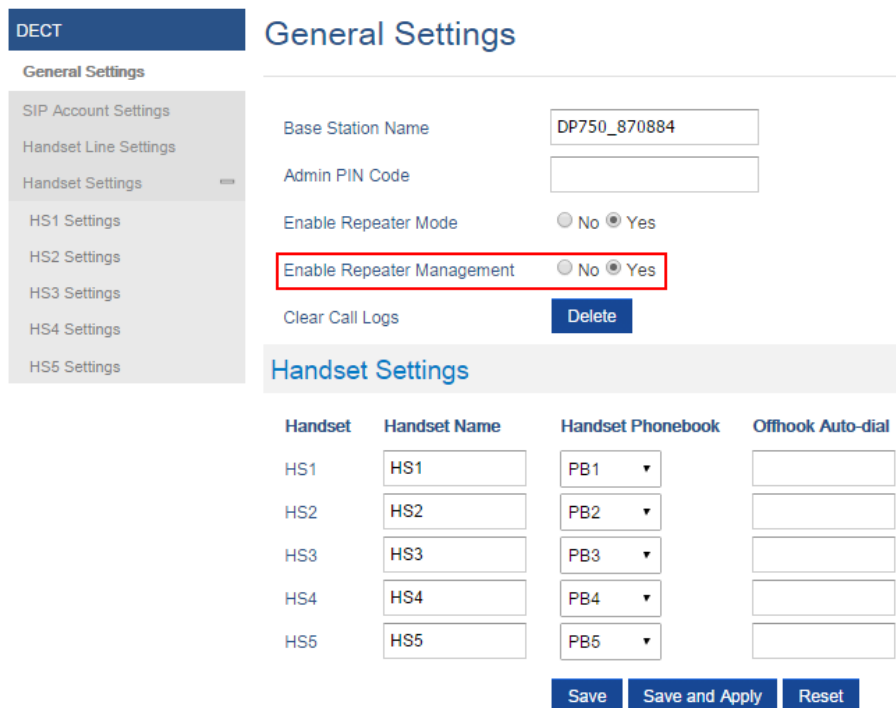 DECT
General Settings
SIP Account Settings
Handset Line Settings
Handset Settings
HS1 Settings
HS2 Settings
HS3 Settings
HS4 Settings
HS5 Settings
General Settings
Base Station Name DP750_870884
Admin PIN Code
Enable Repeater Mode No Yes
Enable Repeater Management No Yes
Clear Call Logs Delete
Handset Settings
Handset Handset Name Handset Phonebook Offhook Auto-dial
HS1 HS1 PB1
HS2 HS2 PB2
HS3 HS3 PB3
HS4 HS4 PB4
HS5 HS5 PB5
Save Save and Apply Reset